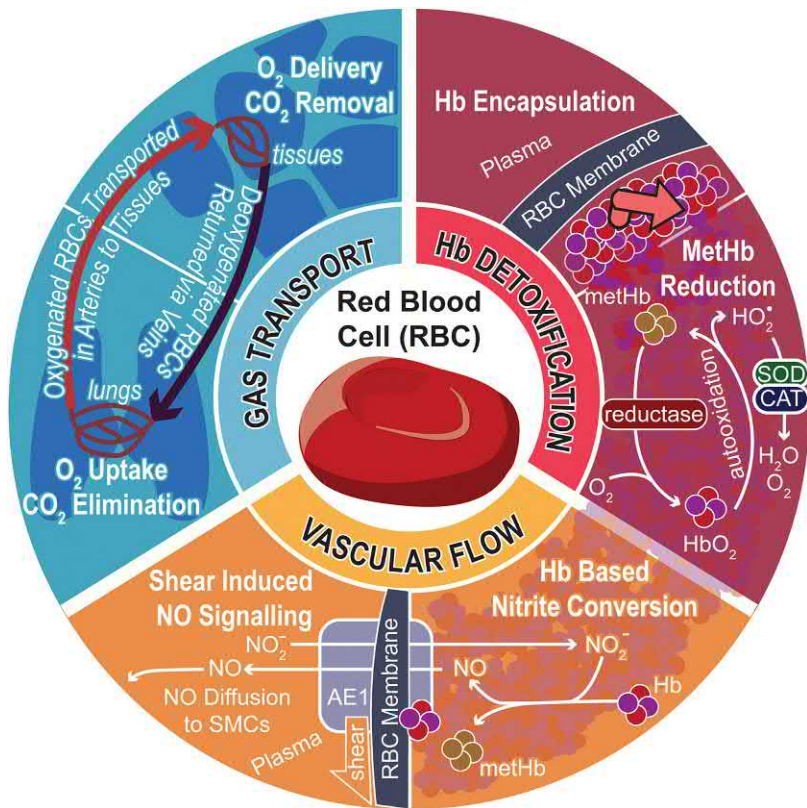 O₂ Delivery
CO₂ Removal
tissues
Oxygenated RBCs Transported
in Arteries to Tissues
Deoxygenated RBCs
Returned via
Veins
lungs
O₂ Uptake
CO₂ Elimination
GAS TRANSPORT
Hb Encapsulation
Plasma
RBC Membrane
Hb DETOXIFICATION
MetHb
Reduction
metHb
HO₂•
SOD
CAT
reductase
autooxidation
H₂O
O₂
O₂
HbO₂
Red Blood
Cell (RBC)
VASCULAR FLOW
Shear Induced
NO Signalling
NO₂⁻
NO
NO Diffusion
to SMCs
Plasma
AE1
shear
RBC Membrane
Hb Based
Nitrite Conversion
NO₂⁻
NO
Hb
metHb